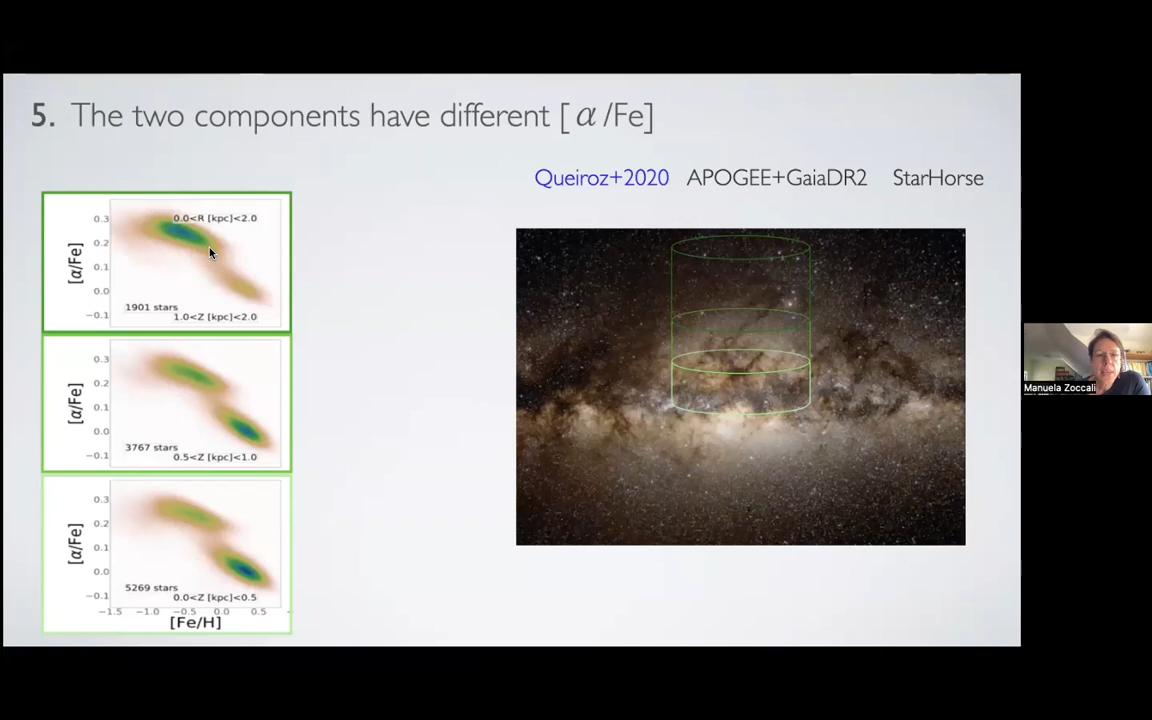 5. The two components have different [ α /Fe]
Queiroz+2020 APOGEE+GaiaDR2 StarHorse
[α/Fe]
0.3
0.2
0.1
0.0
−0.1
0.0<R [kpc]<2.0
1901 stars
1.0<Z [kpc]<2.0
[α/Fe]
0.3
0.2
0.1
0.0
−0.1
3767 stars
0.5<Z [kpc]<1.0
[α/Fe]
0.3
0.2
0.1
0.0
−0.1
5269 stars
0.0<Z [kpc]<0.5
−1.5 −1.0 −0.5 0.0 0.5
[Fe/H]
Manuela Zoccali